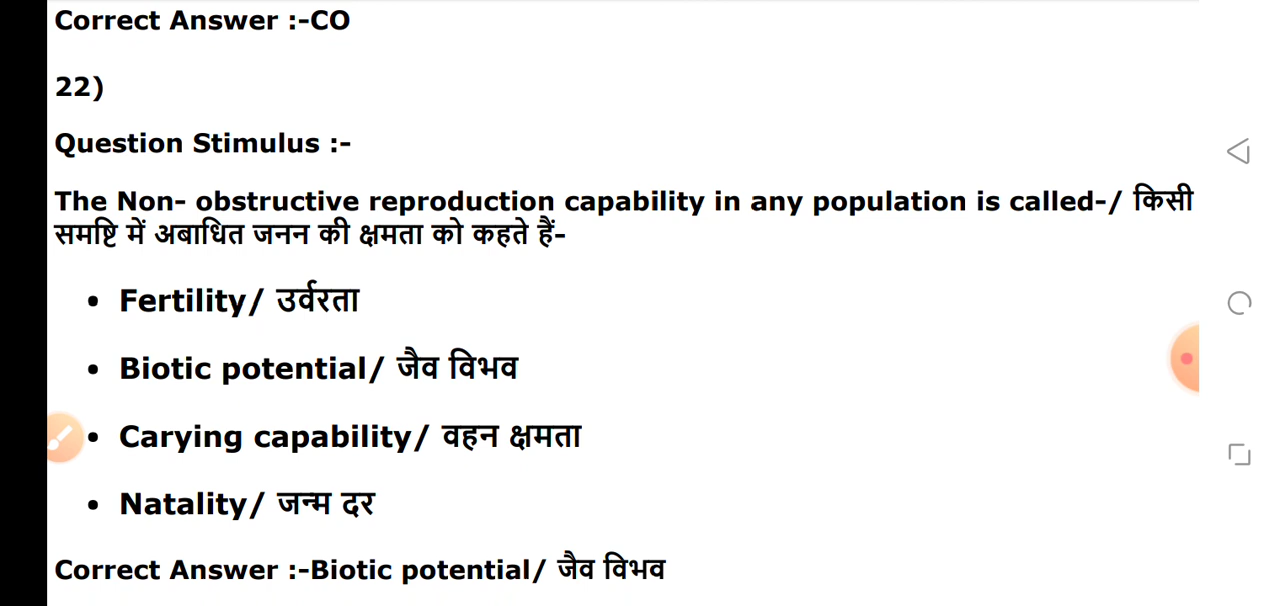 Correct Answer :-CO
22)
Question Stimulus :-
The Non- obstructive reproduction capability in any population is called-/ किसी
समष्टि में अबाधित जनन की क्षमता को कहते हैं-
• Fertility/ उर्वरता
• Biotic potential/ जैव विभव
• Carying capability/ वहन क्षमता
• Natality/ जन्म दर
Correct Answer :-Biotic potential/ जैव विभव